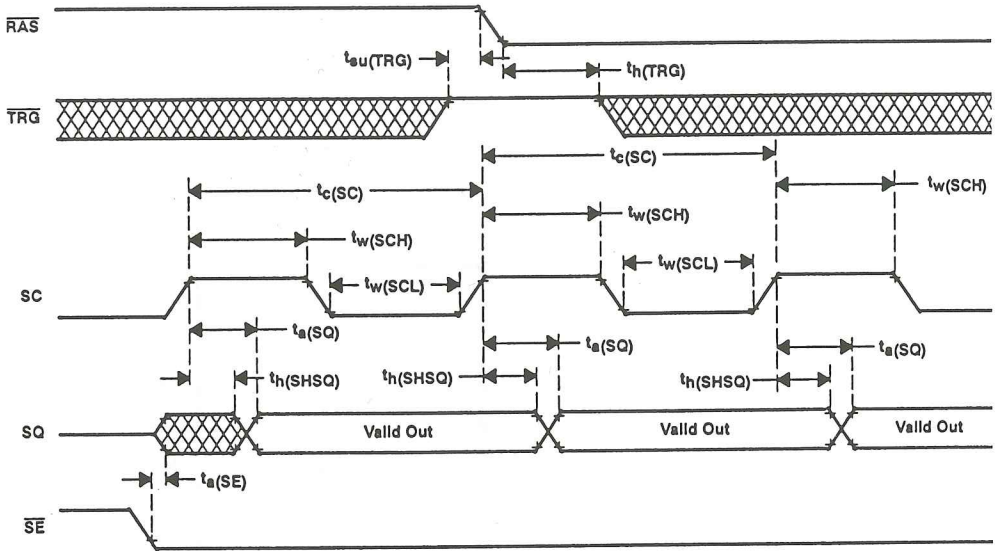 RAS
tsu(TRG)
th(TRG)
TRG
tc(SC)
tc(SC)
tw(SCH)
tw(SCH)
tw(SCH)
SC
tw(SCL)
tw(SCL)
ta(SQ)
ta(SQ)
ta(SQ)
th(SHSQ)
th(SHSQ)
th(SHSQ)
SQ
Valid Out
Valid Out
Valid Out
ta(SE)
SE